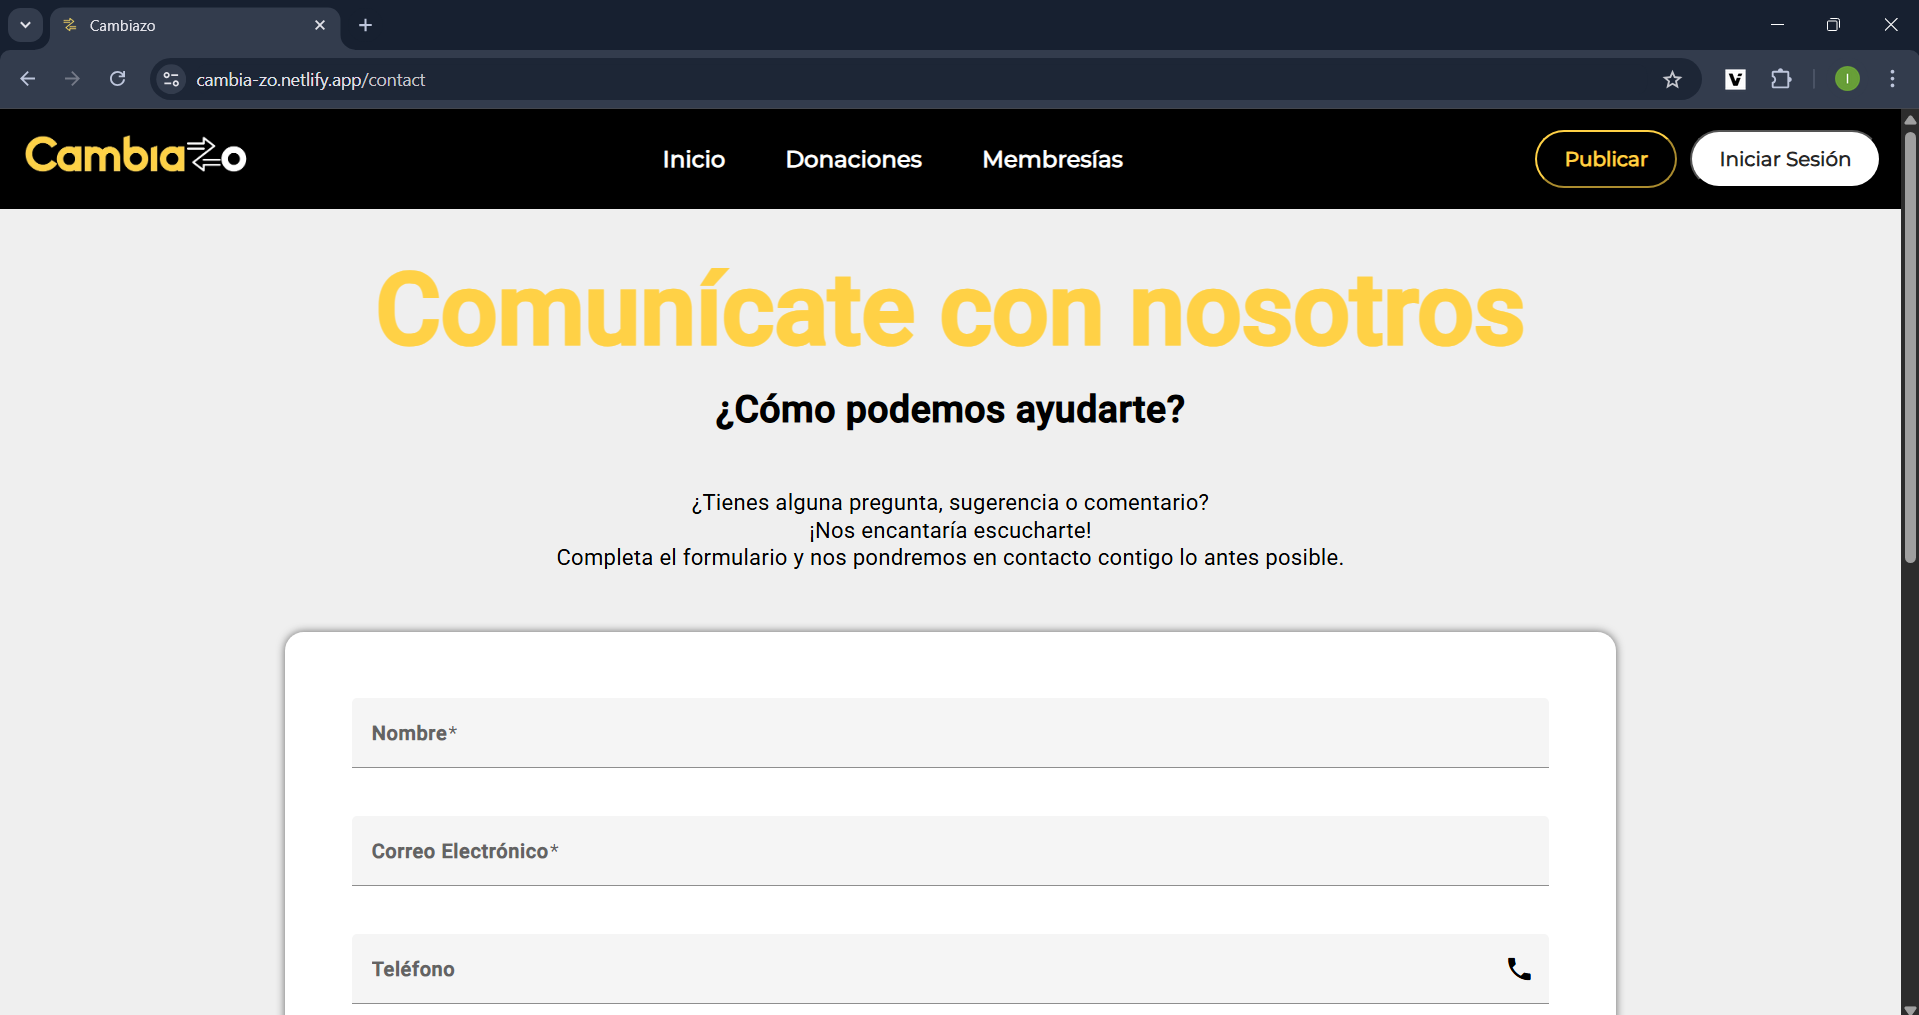 Cambiazo
cambia-zo.netlify.app/contact
Cambiazo
Inicio
Donaciones
Membresías
Publicar
Iniciar Sesión
Comunícate con nosotros
¿Cómo podemos ayudarte?
¿Tienes alguna pregunta, sugerencia o comentario?
¡Nos encantaría escucharte!
Completa el formulario y nos pondremos en contacto contigo lo antes posible.
Nombre*
Correo Electrónico*
Teléfono